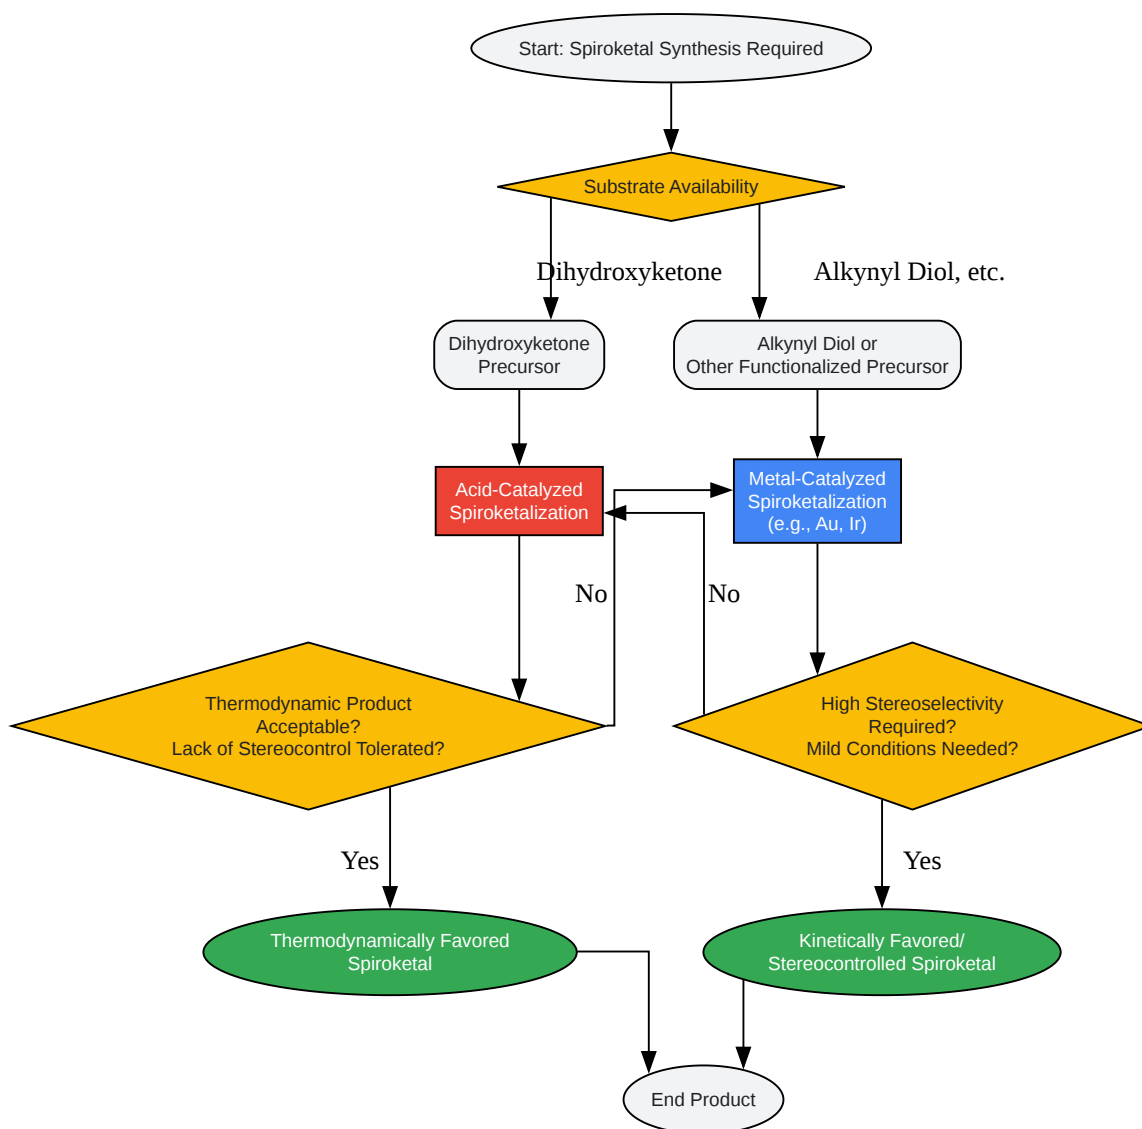 Start: Spiroketal Synthesis Required
Substrate Availability
Dihydroxyketone
Alkynyl Diol, etc.
Dihydroxyketone
Precursor
Alkynyl Diol or
Other Functionalized Precursor
Acid-Catalyzed
Spiroketalization
Metal-Catalyzed
Spiroketalization
(e.g., Au, Ir)
No
No
Thermodynamic Product
Acceptable?
Lack of Stereocontrol Tolerated?
High Stereoselectivity
Required?
Mild Conditions Needed?
Yes
Yes
Thermodynamically Favored
Spiroketal
Kinetically Favored/
Stereocontrolled Spiroketal
End Product